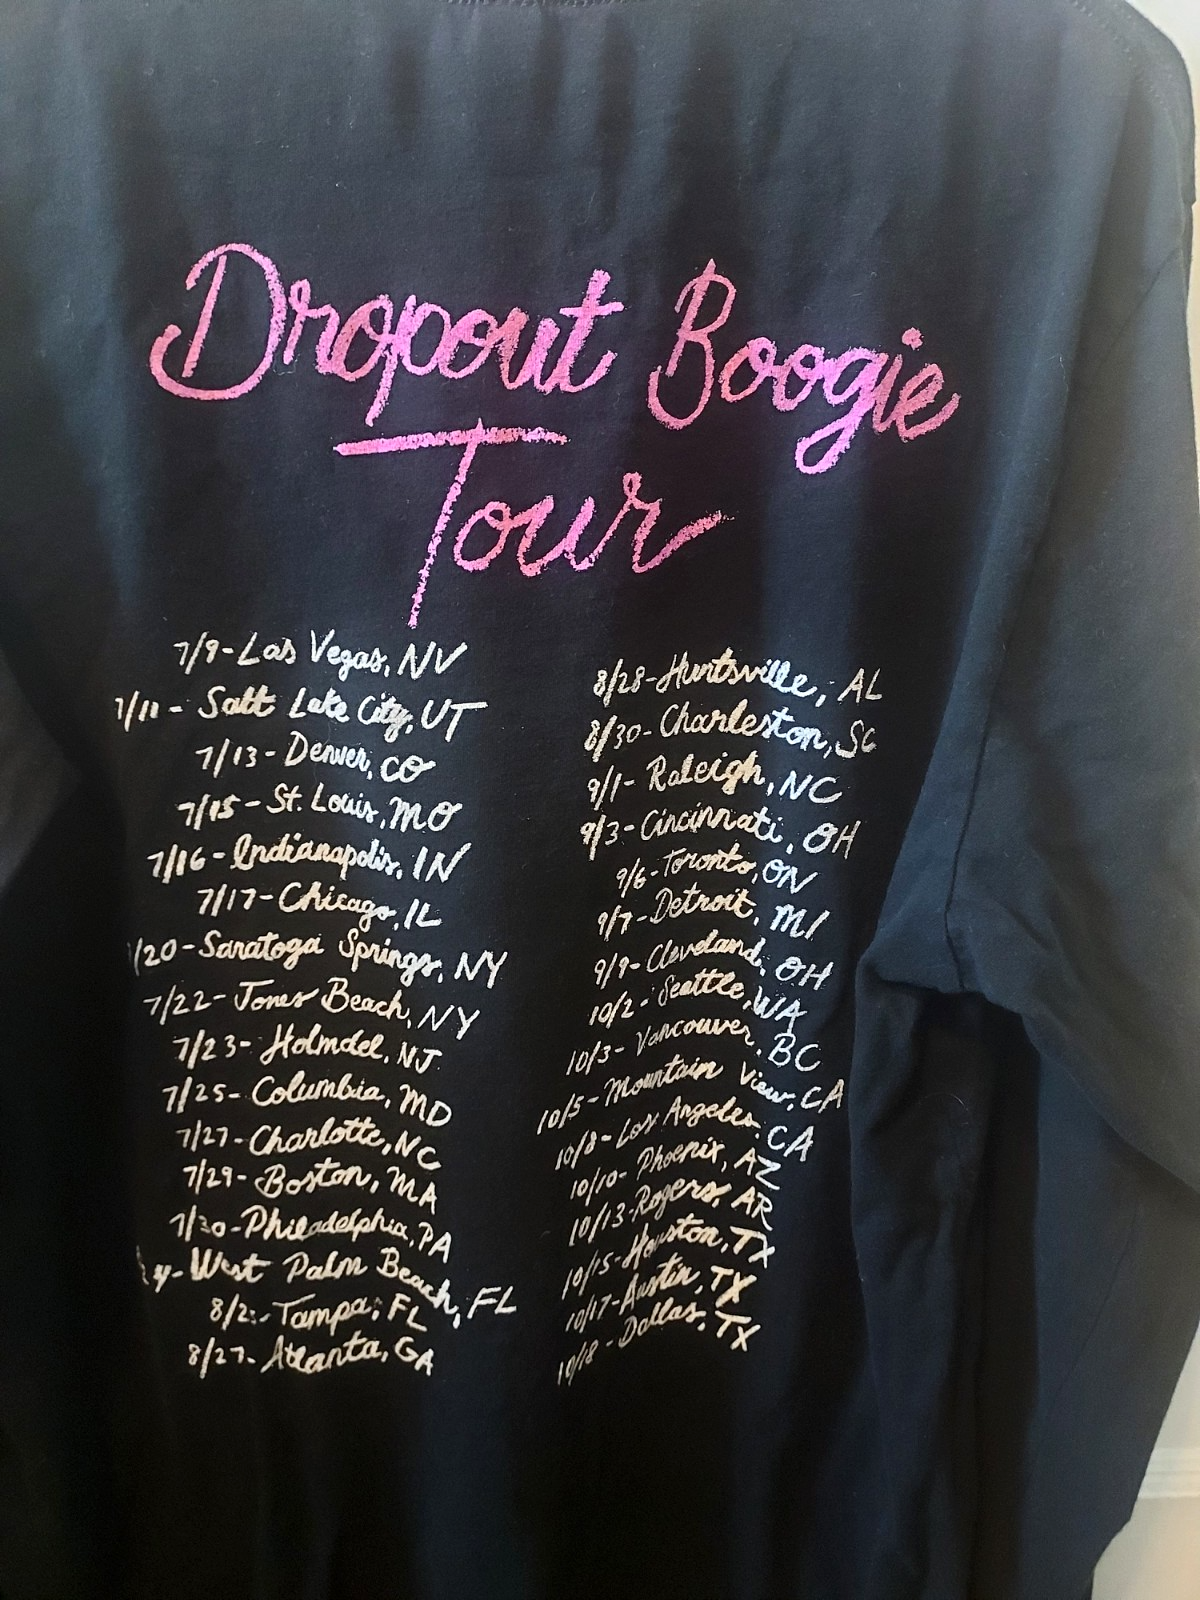 Dropout Boogie
Tour
7/9-Las Vegas, NV
7/11 - Salt Lake City, UT
7/13- Denver, CO
7/15 - St. Louis, MO
7/16- Indianapolis, IN
7/17- Chicago, IL
/20-Saratoga Springs, NY
7/22- Jones Beach, NY
7/23- Holmdel, NJ
7/25- Columbia, MD
7/27-Charlotte, NC
7/29- Boston, MA
7/30-Philadelphia, PA
West Palm Beach, FL
Tampa, FL
8/27- Atlanta, GA
8/28-Huntsville, AL
8/30-Charleston, SC
9/1- Raleigh, NC
9/3-Cincinnati, OH
9/6-Toronto, ON
9/7-Detroit, MI
9/9-Cleveland, OH
10/2- Seattle, WA
10/3- Vancouver, BC
10/5-Mountain View, CA
10/8-Los Angeles, CA
10/10- Phoenix, AZ
10/13-Rogers, AR
10/15-Houston, TX
10/17-Austin, TX
10/18 - Dallas, TX